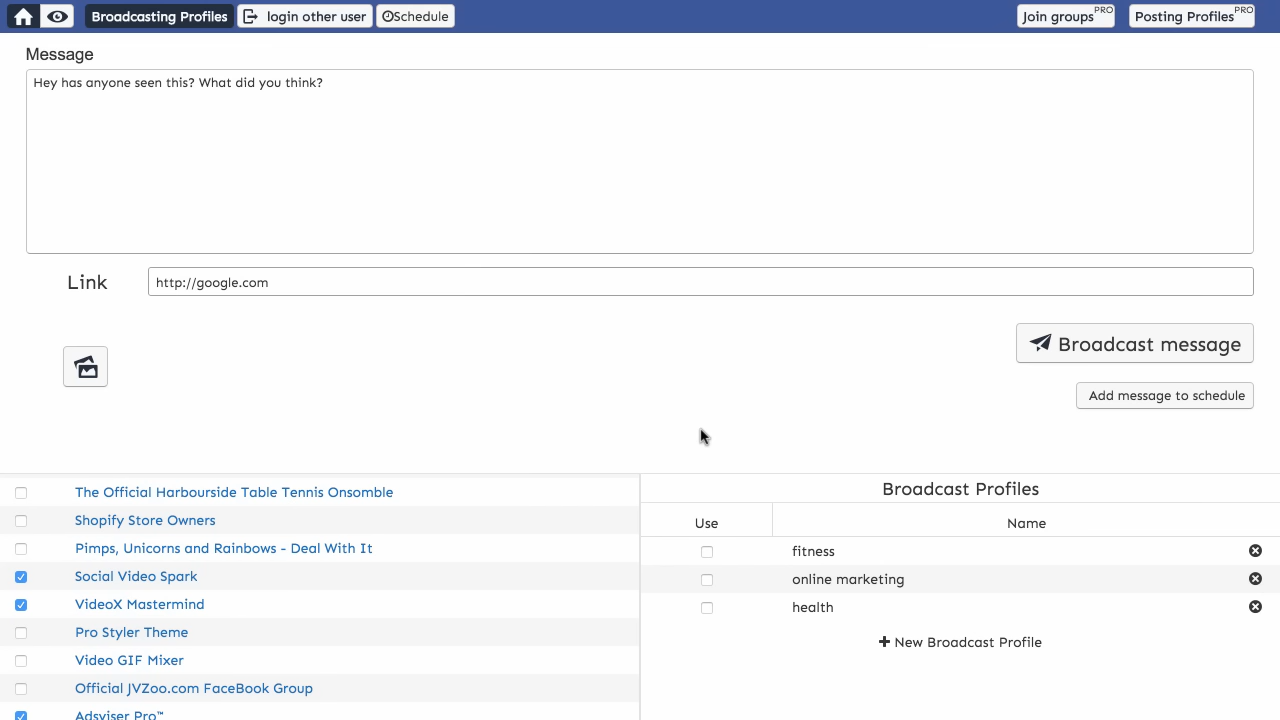 Broadcasting Profiles login other user Schedule Join groups PRO Posting Profiles PRO
Message
Hey has anyone seen this? What did you think?
Link http://google.com
Broadcast message
Add message to schedule
The Official Harbourside Table Tennis Onsomble
Shopify Store Owners
Pimps, Unicorns and Rainbows - Deal With It
Social Video Spark
VideoX Mastermind
Pro Styler Theme
Video GIF Mixer
Official JVZoo.com FaceBook Group
Adsviser Pro™
Broadcast Profiles
Use Name
fitness
online marketing
health
New Broadcast Profile